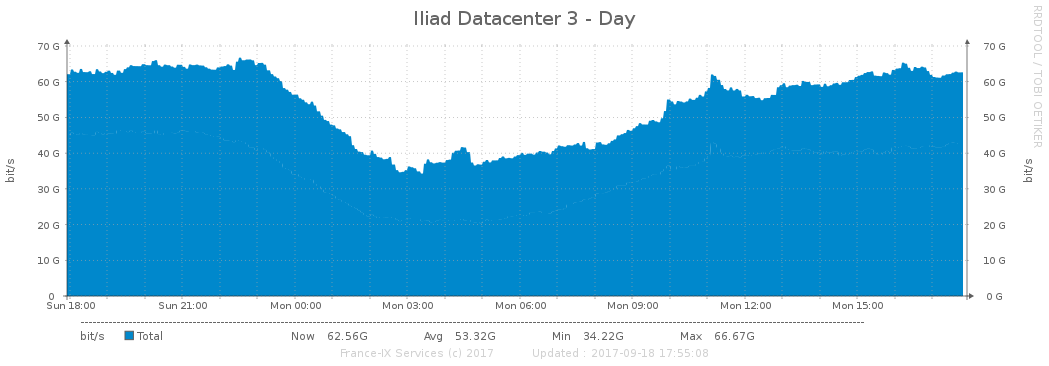 Iliad Datacenter 3 - Day
RRDTOOL / TOBI OETIKER
70 G 70 G
60 G 60 G
50 G 50 G
40 G 40 G
30 G 30 G
20 G 20 G
10 G 10 G
0 0 G
bit/s bit/s
Sun 18:00 Sun 21:00 Mon 00:00 Mon 03:00 Mon 06:00 Mon 09:00 Mon 12:00 Mon 15:00
bit/s Total Now 62.56G Avg 53.32G Min 34.22G Max 66.67G
France-IX Services (c) 2017 Updated : 2017-09-18 17:55:08